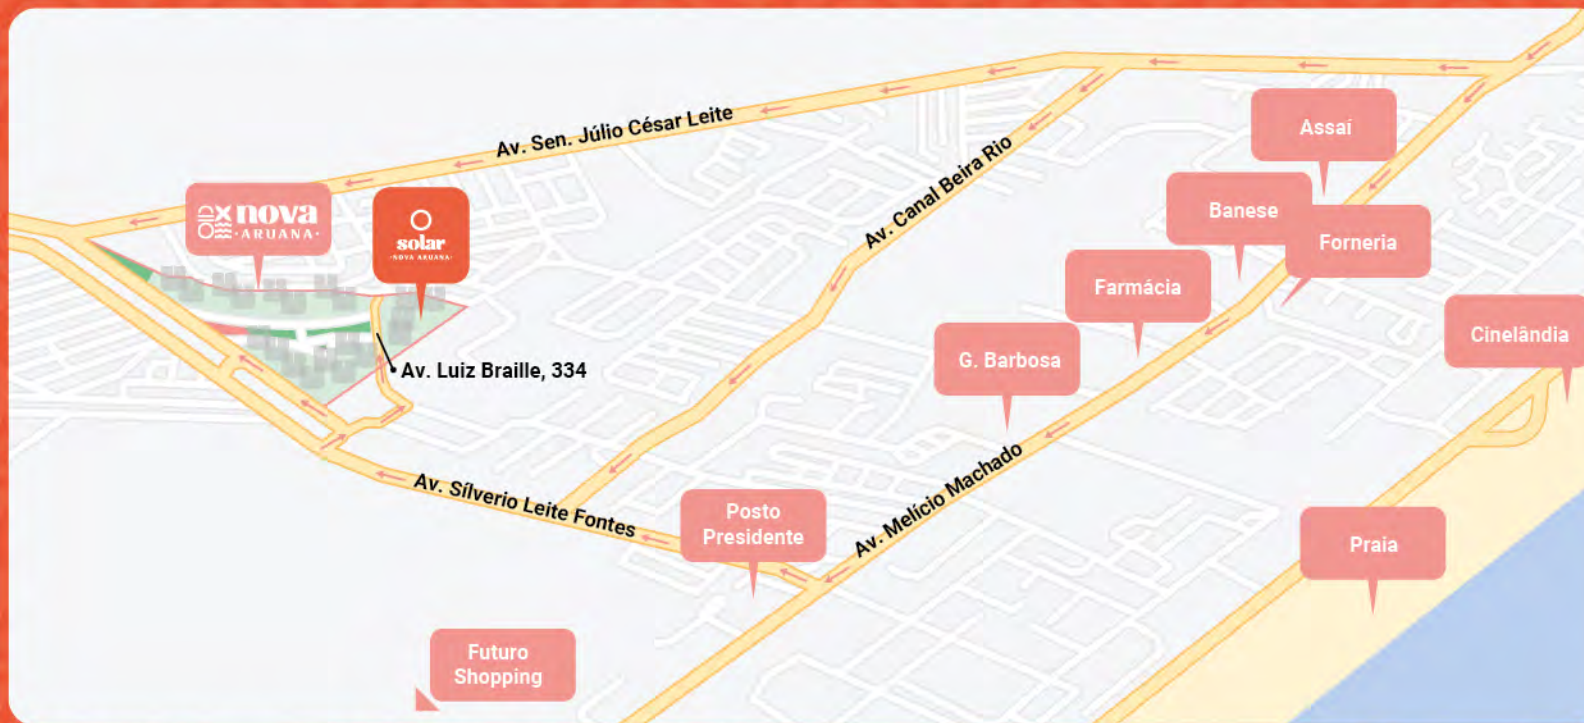 Av. Sen. Júlio César Leite
Assaí
Av. Canal Beira Rio
nova
·ARUANA·
solar
·NOVA ARUANA·
Banese
Forneria
Farmácia
Cinelândia
G. Barbosa
Av. Luiz Braille, 334
Av. Sílverio Leite Fontes
Posto
Presidente
Av. Melício Machado
Praia
Futuro
Shopping